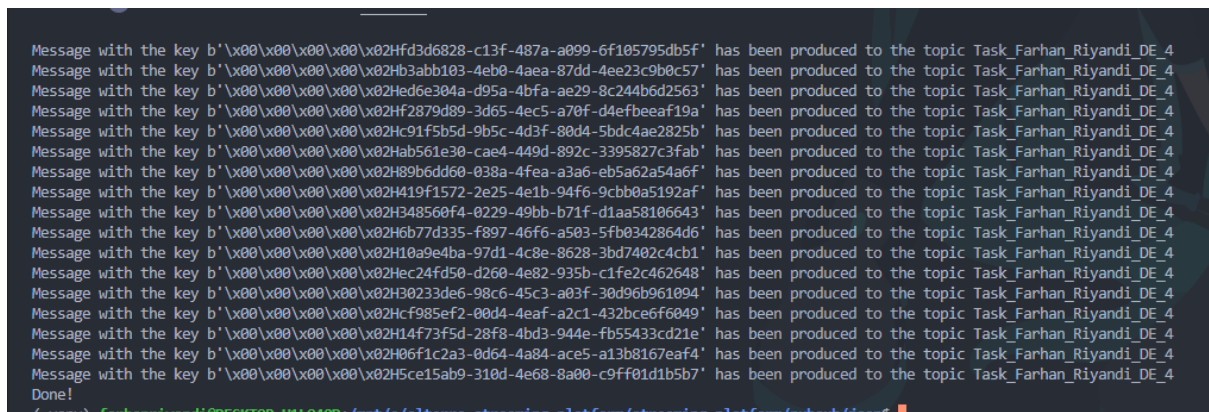 Message with the key b'\x00\x00\x00\x00\x02Hfd3d6828-c13f-487a-a099-6f105795db5f' has been produced to the topic Task_Farhan_Riyandi_DE_4
Message with the key b'\x00\x00\x00\x00\x02Hb3abb103-4eb0-4aea-87dd-4ee23c9b0c57' has been produced to the topic Task_Farhan_Riyandi_DE_4
Message with the key b'\x00\x00\x00\x00\x02Hed6e304a-d95a-4bfa-ae29-8c244b6d2563' has been produced to the topic Task_Farhan_Riyandi_DE_4
Message with the key b'\x00\x00\x00\x00\x02Hf2879d89-3d65-4ec5-a70f-d4efbeeaf19a' has been produced to the topic Task_Farhan_Riyandi_DE_4
Message with the key b'\x00\x00\x00\x00\x02Hc91f5b5d-9b5c-4d3f-80d4-5bdc4ae2825b' has been produced to the topic Task_Farhan_Riyandi_DE_4
Message with the key b'\x00\x00\x00\x00\x02Hab561e30-cae4-449d-892c-3395827c3fab' has been produced to the topic Task_Farhan_Riyandi_DE_4
Message with the key b'\x00\x00\x00\x00\x02H89b6dd60-038a-4fea-a3a6-eb5a62a54a6f' has been produced to the topic Task_Farhan_Riyandi_DE_4
Message with the key b'\x00\x00\x00\x00\x02H419f1572-2e25-4e1b-94f6-9cbb0a5192af' has been produced to the topic Task_Farhan_Riyandi_DE_4
Message with the key b'\x00\x00\x00\x00\x02H348560f4-0229-49bb-b71f-d1aa58106643' has been produced to the topic Task_Farhan_Riyandi_DE_4
Message with the key b'\x00\x00\x00\x00\x02H6b77d335-f897-46f6-a503-5fb0342864d6' has been produced to the topic Task_Farhan_Riyandi_DE_4
Message with the key b'\x00\x00\x00\x00\x02H10a9e4ba-97d1-4c8e-8628-3bd7402c4cb1' has been produced to the topic Task_Farhan_Riyandi_DE_4
Message with the key b'\x00\x00\x00\x00\x02Hec24fd50-d260-4e82-935b-c1fe2c462648' has been produced to the topic Task_Farhan_Riyandi_DE_4
Message with the key b'\x00\x00\x00\x00\x02H30233de6-98c6-45c3-a03f-30d96b961094' has been produced to the topic Task_Farhan_Riyandi_DE_4
Message with the key b'\x00\x00\x00\x00\x02Hcf985ef2-00d4-4eaf-a2c1-432bce6f6049' has been produced to the topic Task_Farhan_Riyandi_DE_4
Message with the key b'\x00\x00\x00\x00\x02H14f73f5d-28f8-4bd3-944e-fb55433cd21e' has been produced to the topic Task_Farhan_Riyandi_DE_4
Message with the key b'\x00\x00\x00\x00\x02H06f1c2a3-0d64-4a84-ace5-a13b8167eaf4' has been produced to the topic Task_Farhan_Riyandi_DE_4
Message with the key b'\x00\x00\x00\x00\x02H5ce15ab9-310d-4e68-8a00-c9ff01d1b5b7' has been produced to the topic Task_Farhan_Riyandi_DE_4
Done!